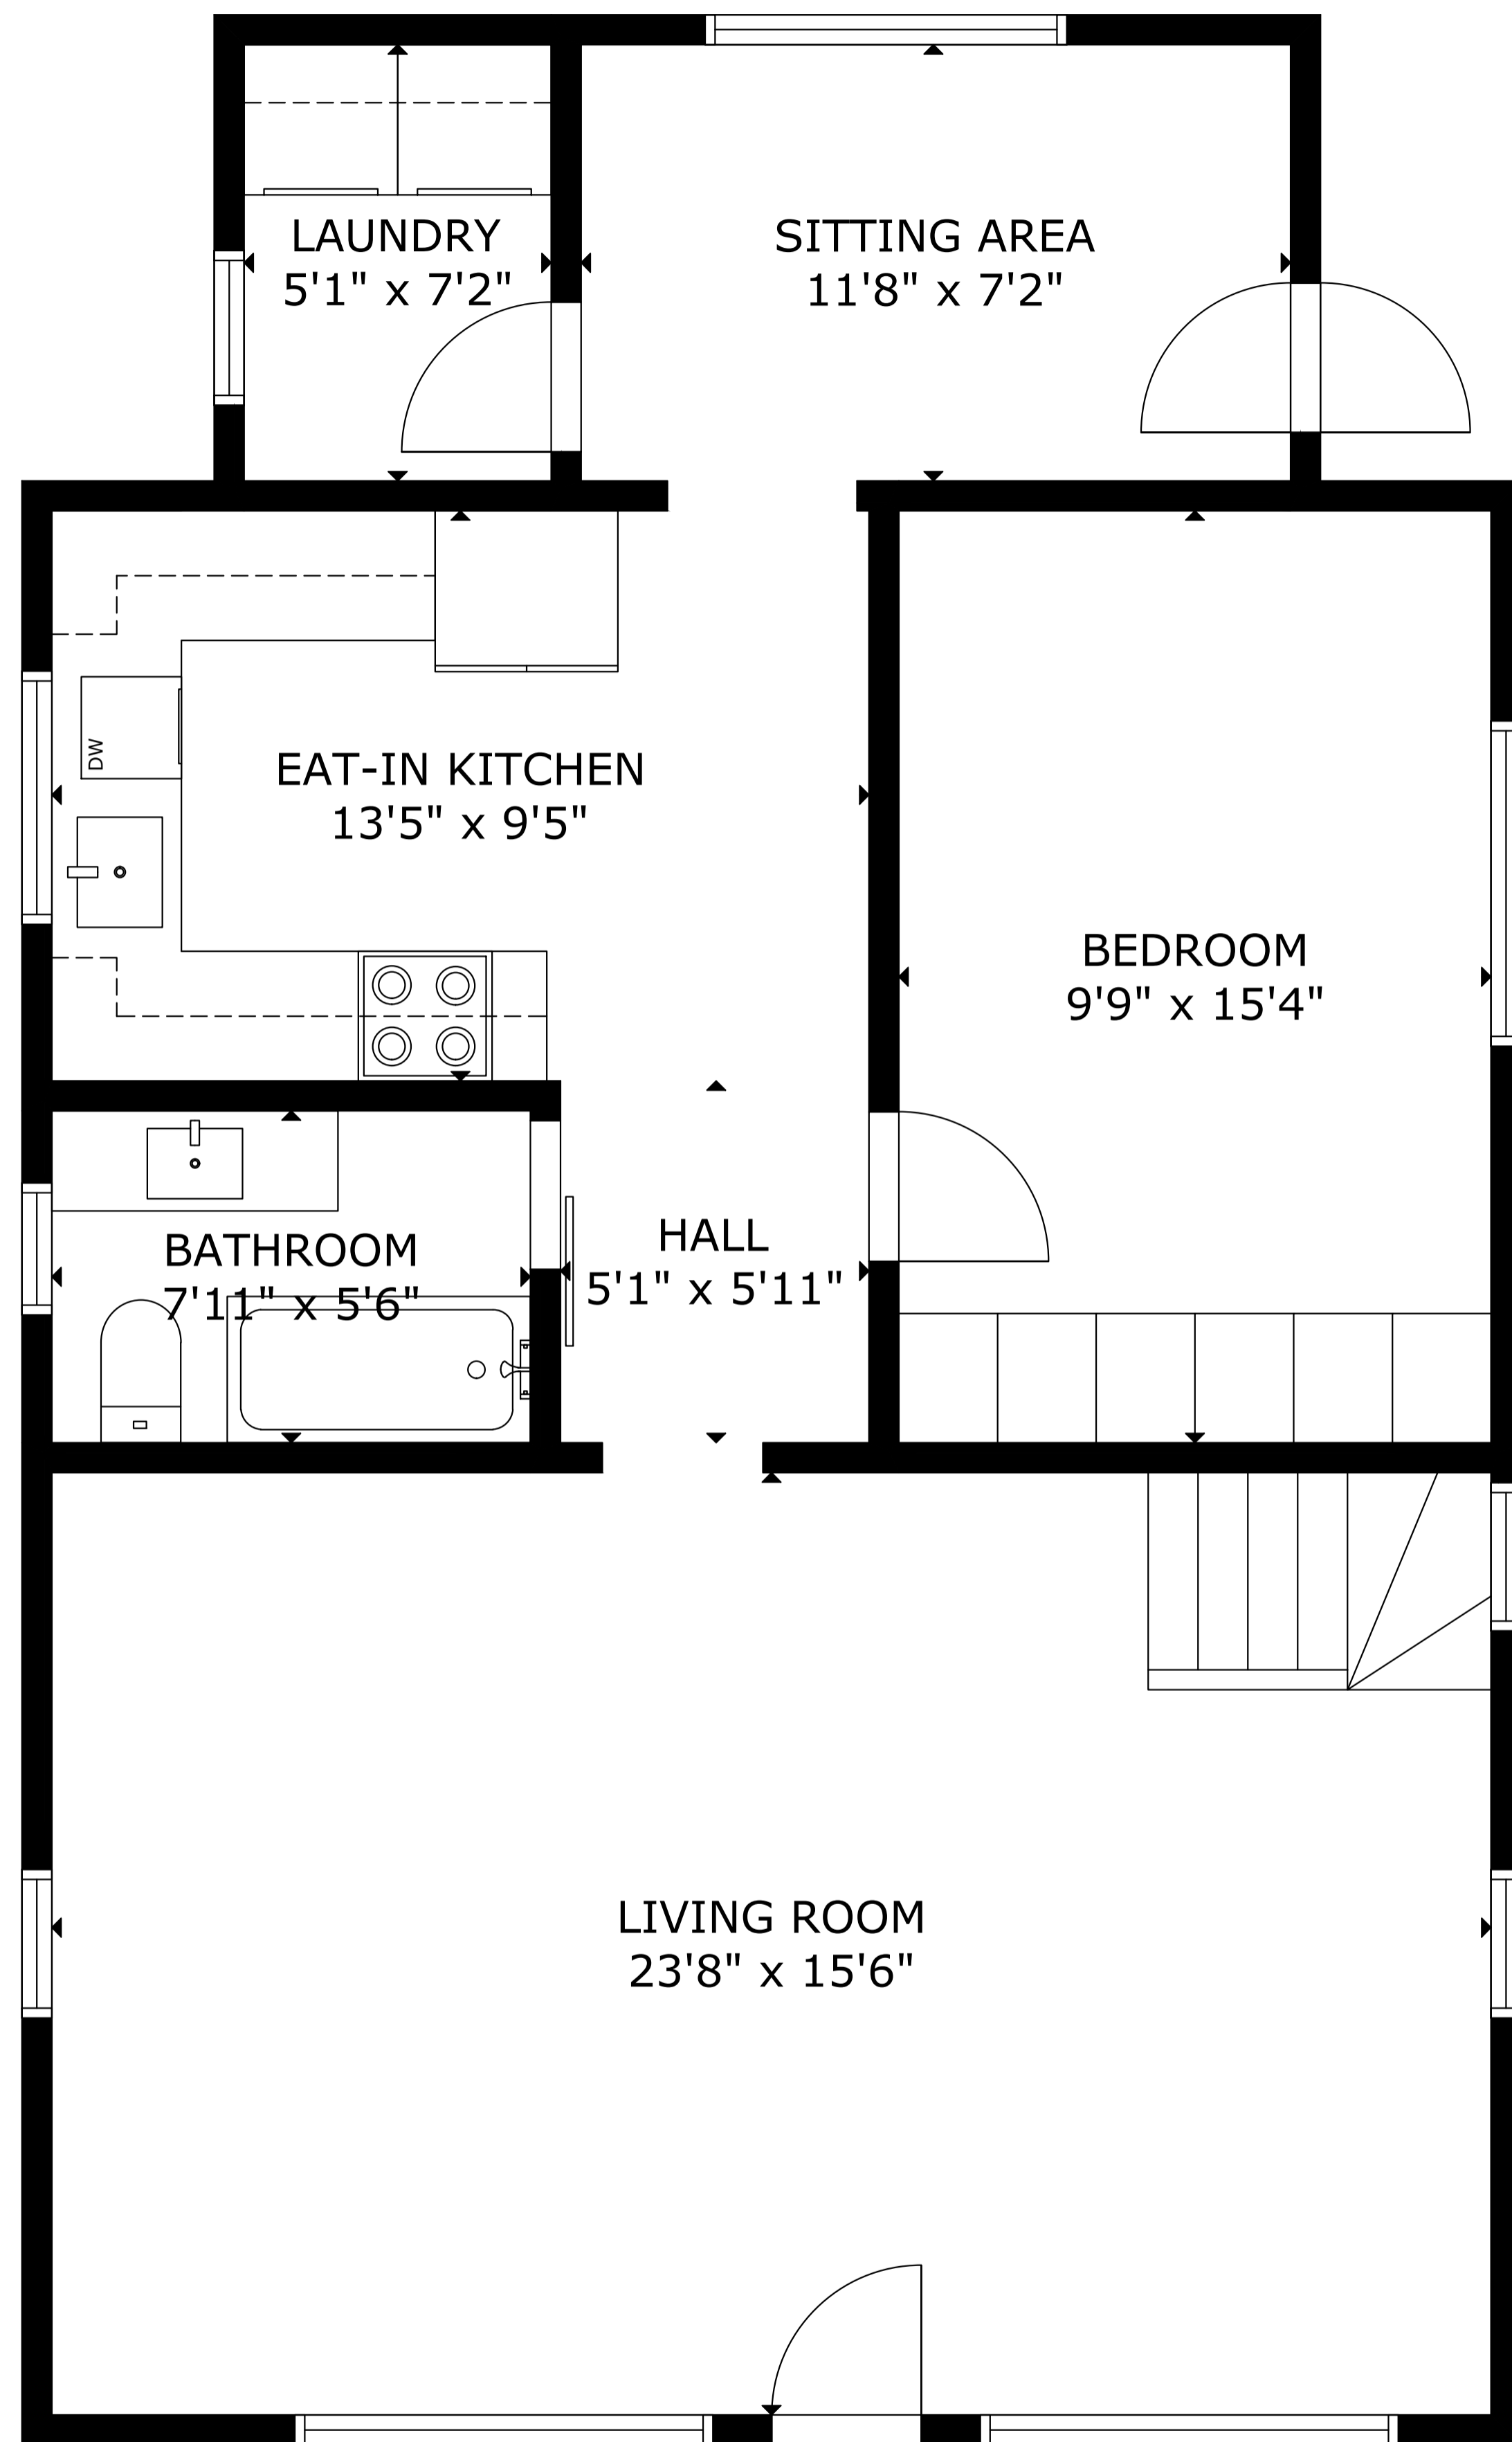 LAUNDRY
5'1" x 7'2"
SITTING AREA
11'8" x 7'2"
DW
EAT-IN KITCHEN
13'5" x 9'5"
BEDROOM
9'9" x 15'4"
BATHROOM
7'11" x 5'6"
HALL
5'1" x 5'11"
LIVING ROOM
23'8" x 15'6"